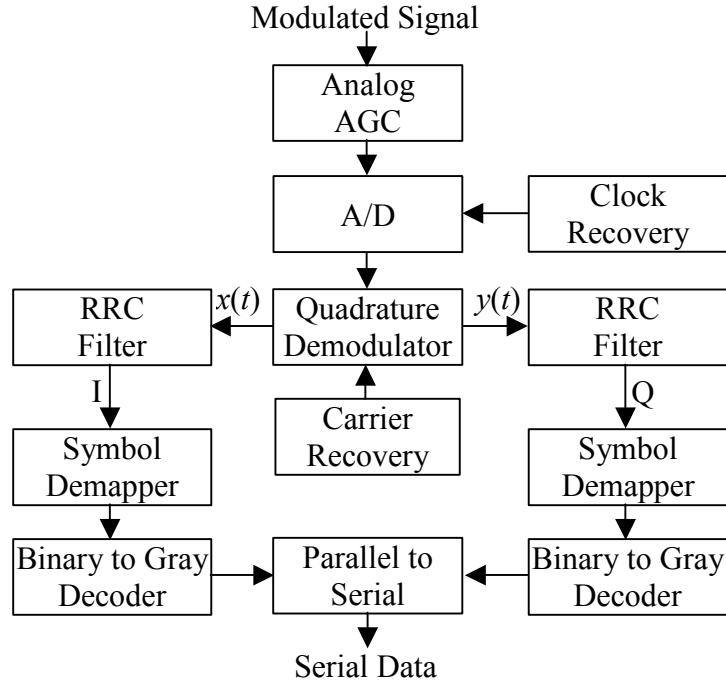 Modulated Signal
Analog
AGC
A/D
Clock
Recovery
RRC
Filter
x(t)
Quadrature
Demodulator
y(t)
RRC
Filter
I
Carrier
Recovery
Q
Symbol
Demapper
Symbol
Demapper
Binary to Gray
Decoder
Parallel to
Serial
Binary to Gray
Decoder
Serial Data